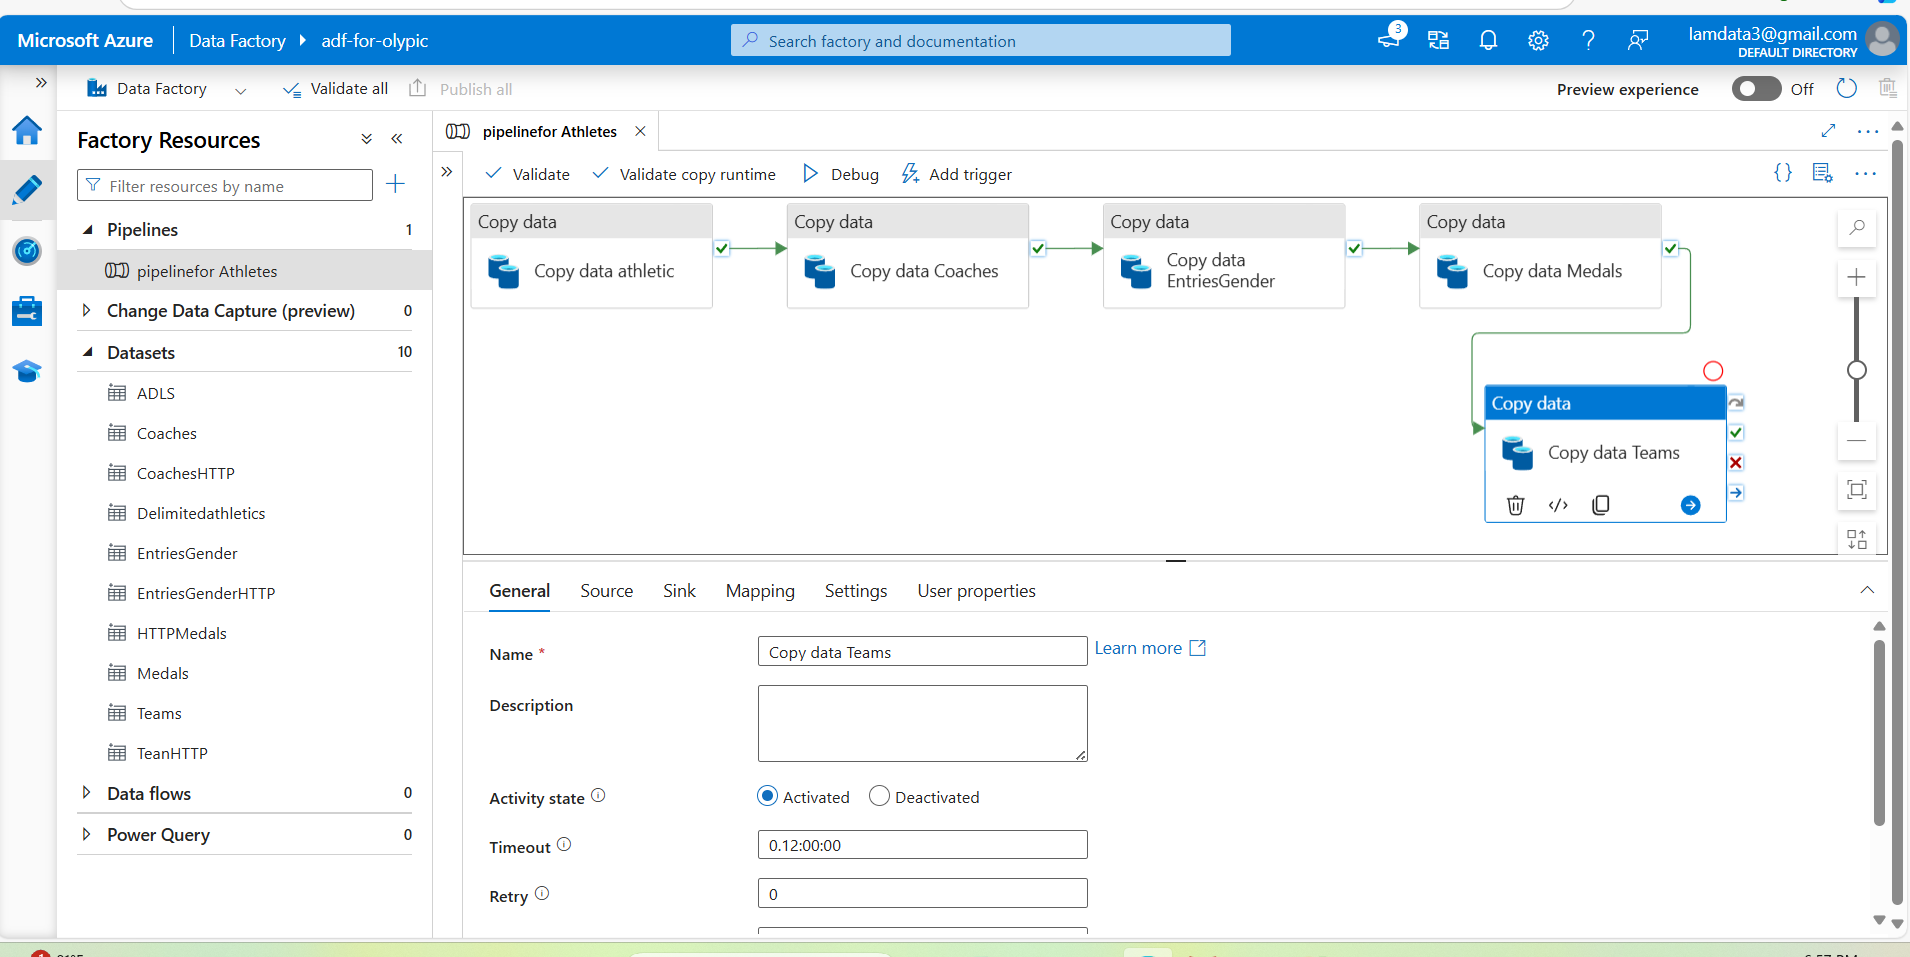 Microsoft Azure
Data Factory
adf-for-olypic
Search factory and documentation
3
lamdata3@gmail.com
DEFAULT DIRECTORY
Data Factory
Validate all
Publish all
Preview experience
Off
Factory Resources
Filter resources by name
Pipelines
1
pipelinefor Athletes
Change Data Capture (preview)
0
Datasets
10
ADLS
Coaches
CoachesHTTP
Delimitedathletics
EntriesGender
EntriesGenderHTTP
HTTPMedals
Medals
Teams
TeanHTTP
Data flows
0
Power Query
0
pipelinefor Athletes
Validate
Validate copy runtime
Debug
Add trigger
Copy data
Copy data athletic
Copy data
Copy data Coaches
Copy data
Copy data
EntriesGender
Copy data
Copy data Medals
Copy data
Copy data Teams
General
Source
Sink
Mapping
Settings
User properties
Name *
Copy data Teams
Learn more
Description
Activity state
Activated
Deactivated
Timeout
0.12:00:00
Retry
0